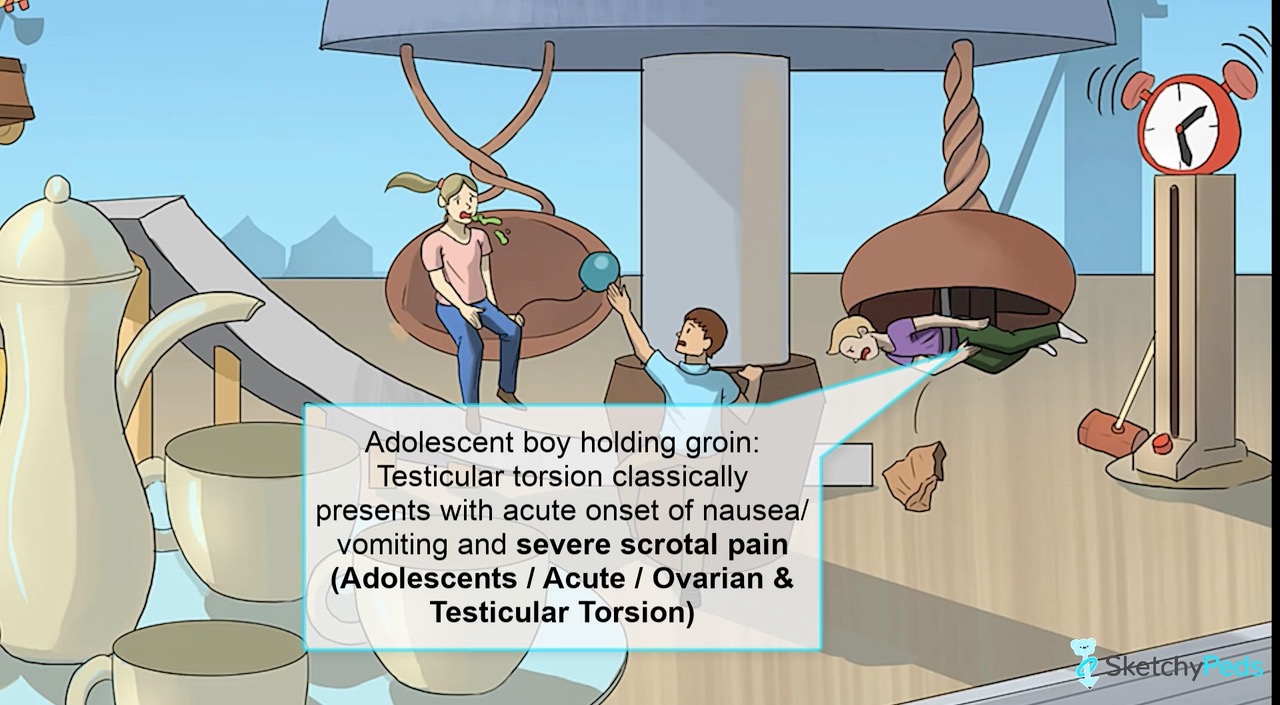 Adolescent boy holding groin:
Testicular torsion classically
presents with acute onset of nausea/
vomiting and severe scrotal pain
(Adolescents / Acute / Ovarian &
Testicular Torsion)
SketchyPeds